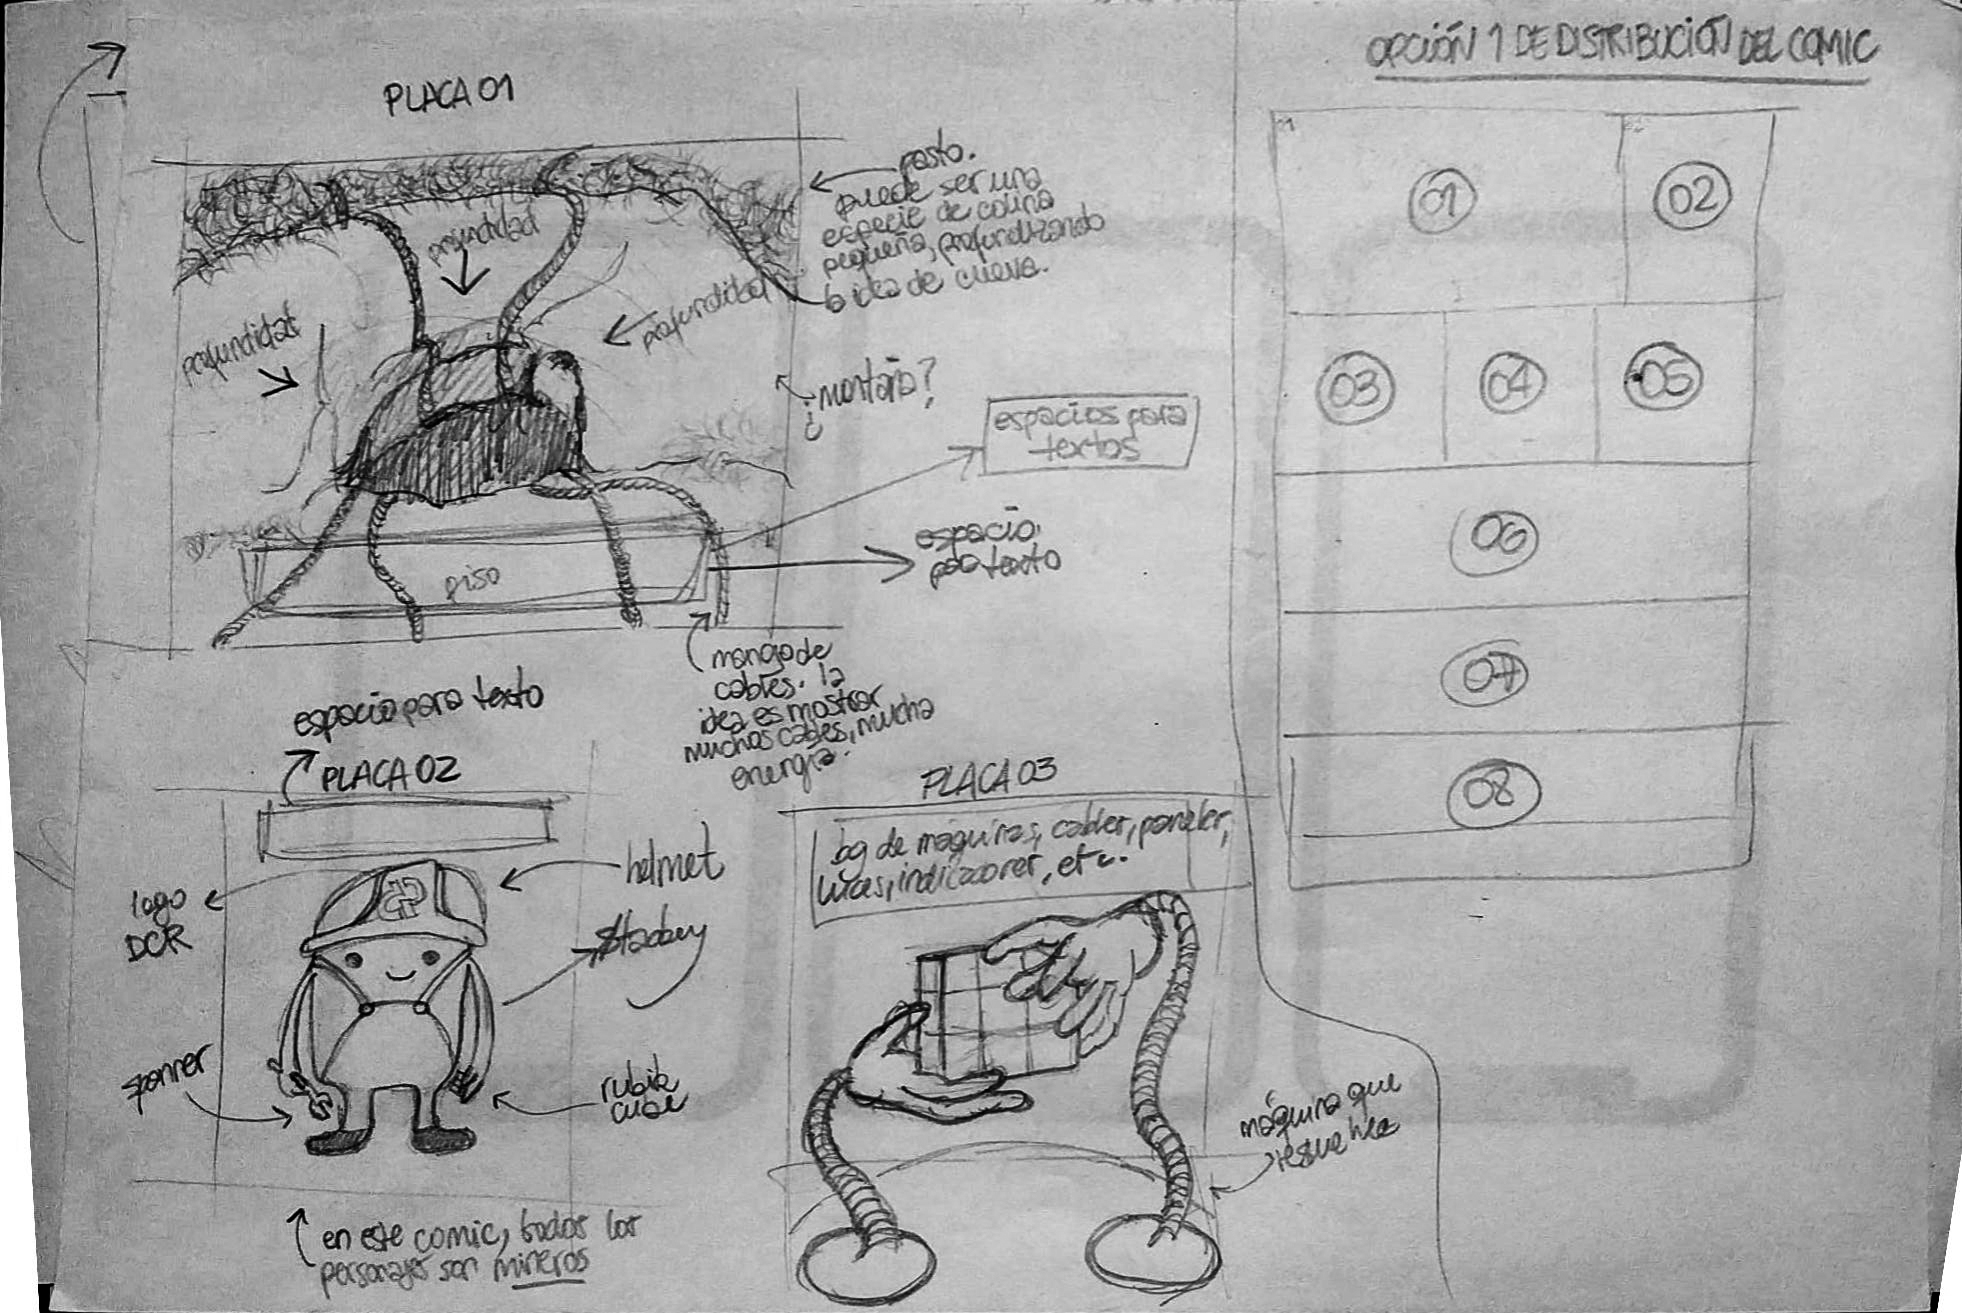 PLACA 01
pasto.
puede ser una
especie de colina
pequeña, profundizando
la idea de cueva.
profundidad
profundidad
profundidad
¿montaña?
espacios para
textos
espacio
para texto
piso
manojo de
cables. la
idea es mostrar
muchos cables, mucha
energía.
espacio para texto
PLACA 02
logo
DCR
helmet
Stakey
spanner
rubik
cube
en este comic, todos los
personajes son mineros
PLACA 03
bg de máquinas, cables, paneles,
luces, indicadores, etc.
máquina que
resuelve
OPCIÓN 1 DE DISTRIBUCIÓN DEL COMIC
01
02
03
04
05
06
07
08